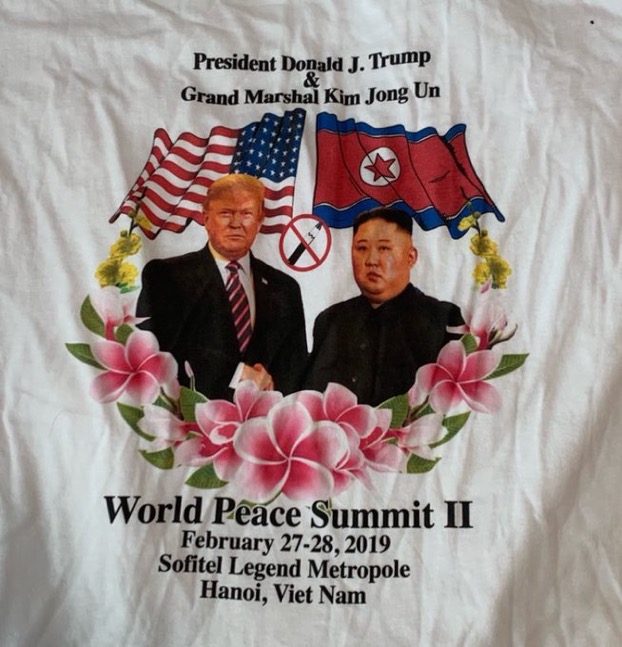 President Donald J. Trump
&
Grand Marshal Kim Jong Un
World Peace Summit II
February 27-28, 2019
Sofitel Legend Metropole
Hanoi, Viet Nam